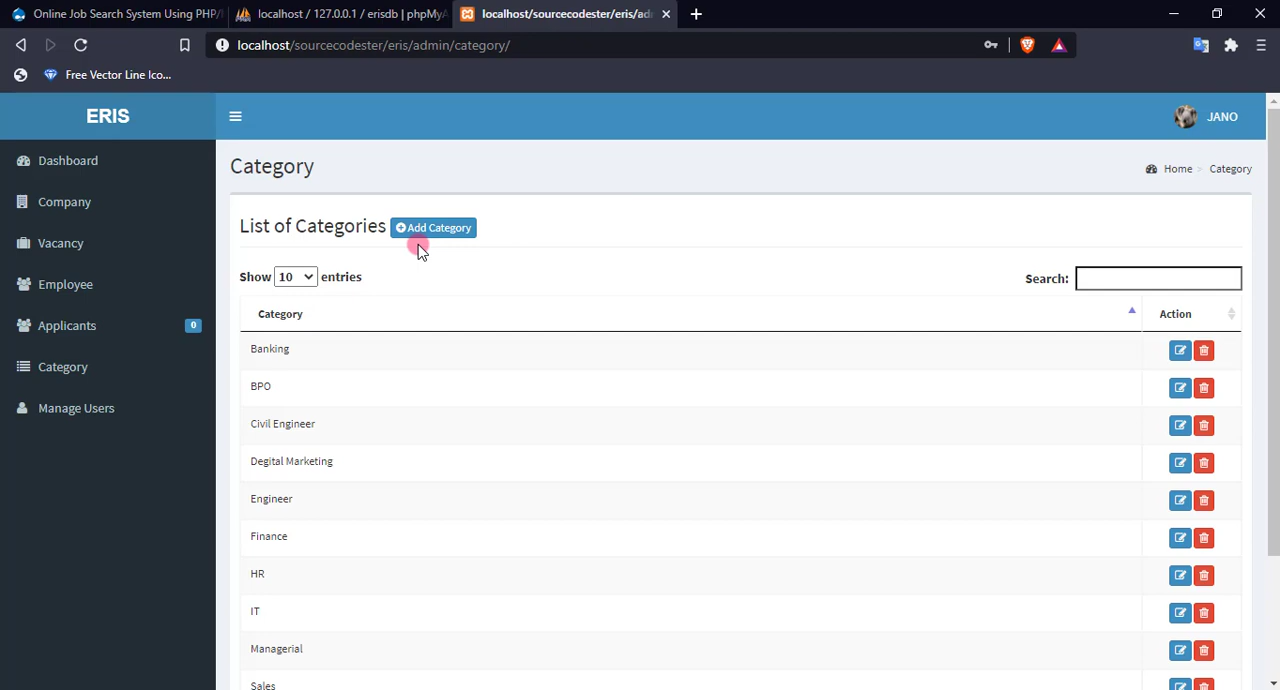 Online Job Search System Using PHP/
localhost / 127.0.0.1 / erisdb | phpMyA
localhost/sourcecodester/eris/adm
localhost/sourcecodester/eris/admin/category/
Free Vector Line Ico...
ERIS
JANO
Dashboard
Company
Vacancy
Employee
Applicants 0
Category
Manage Users
Category
Home > Category
List of Categories Add Category
Show 10 entries
Search:
Category Action
Banking
BPO
Civil Engineer
Degital Marketing
Engineer
Finance
HR
IT
Managerial
Sales